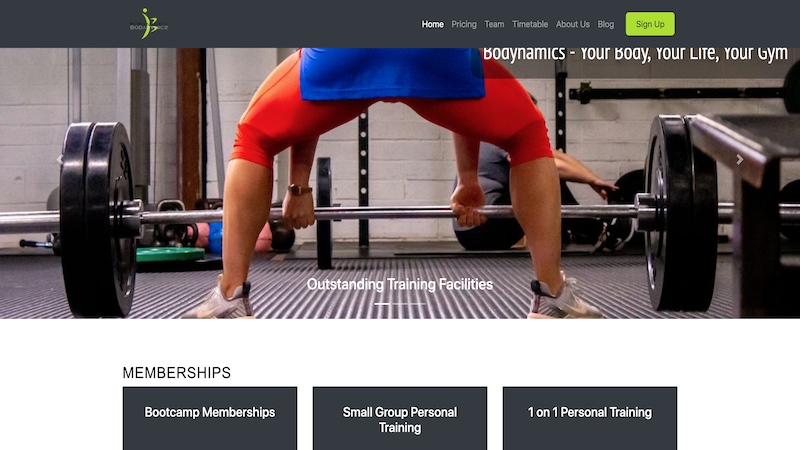 BODYNAMICZ
Home Pricing Team Timetable About Us Blog Sign Up
Bodynamics - Your Body, Your Life, Your Gym
Outstanding Training Facilities
MEMBERSHIPS
Bootcamp Memberships
Small Group Personal
Training
1 on 1 Personal Training